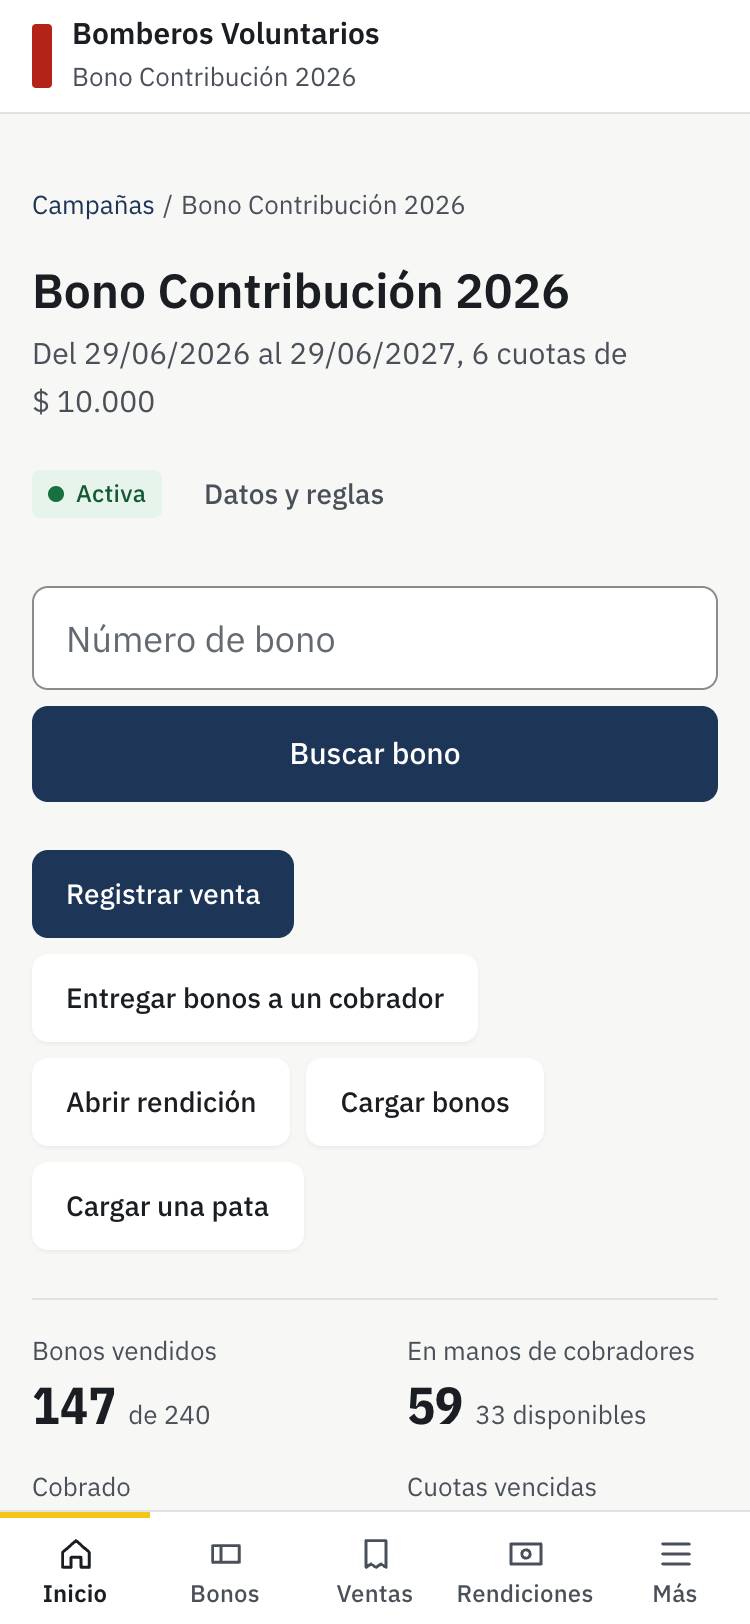 Bomberos Voluntarios
Bono Contribución 2026
Campañas / Bono Contribución 2026
Bono Contribución 2026
Del 29/06/2026 al 29/06/2027, 6 cuotas de
$ 10.000
Activa
Datos y reglas
Número de bono
Buscar bono
Registrar venta
Entregar bonos a un cobrador
Abrir rendición
Cargar bonos
Cargar una pata
Bonos vendidos
147 de 240
En manos de cobradores
59 33 disponibles
Cobrado
Cuotas vencidas
Inicio
Bonos
Ventas
Rendiciones
Más